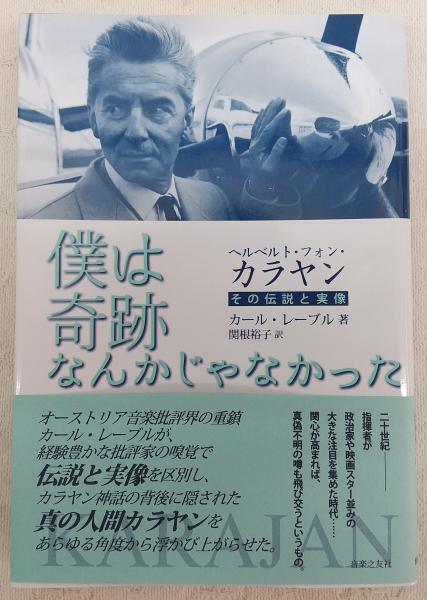 僕は
奇跡
なんかじゃなかった
ヘルベルト・フォン・
カラヤン
その伝説と実像
カール・レーブル 著
関根裕子 訳
二十世紀――
指揮者が
政治家や映画スター並みの
大きな注目を集めた時代……
関心が高まれば、
真偽不明の噂も飛び交うというもの。
オーストリア音楽批評界の重鎮
カール・レーブルが、
経験豊かな批評家の嗅覚で
伝説と実像を区別し、
カラヤン神話の背後に隠された
真の人間カラヤンを
あらゆる角度から浮かび上がらせた。
KARAJAN
音楽之友社